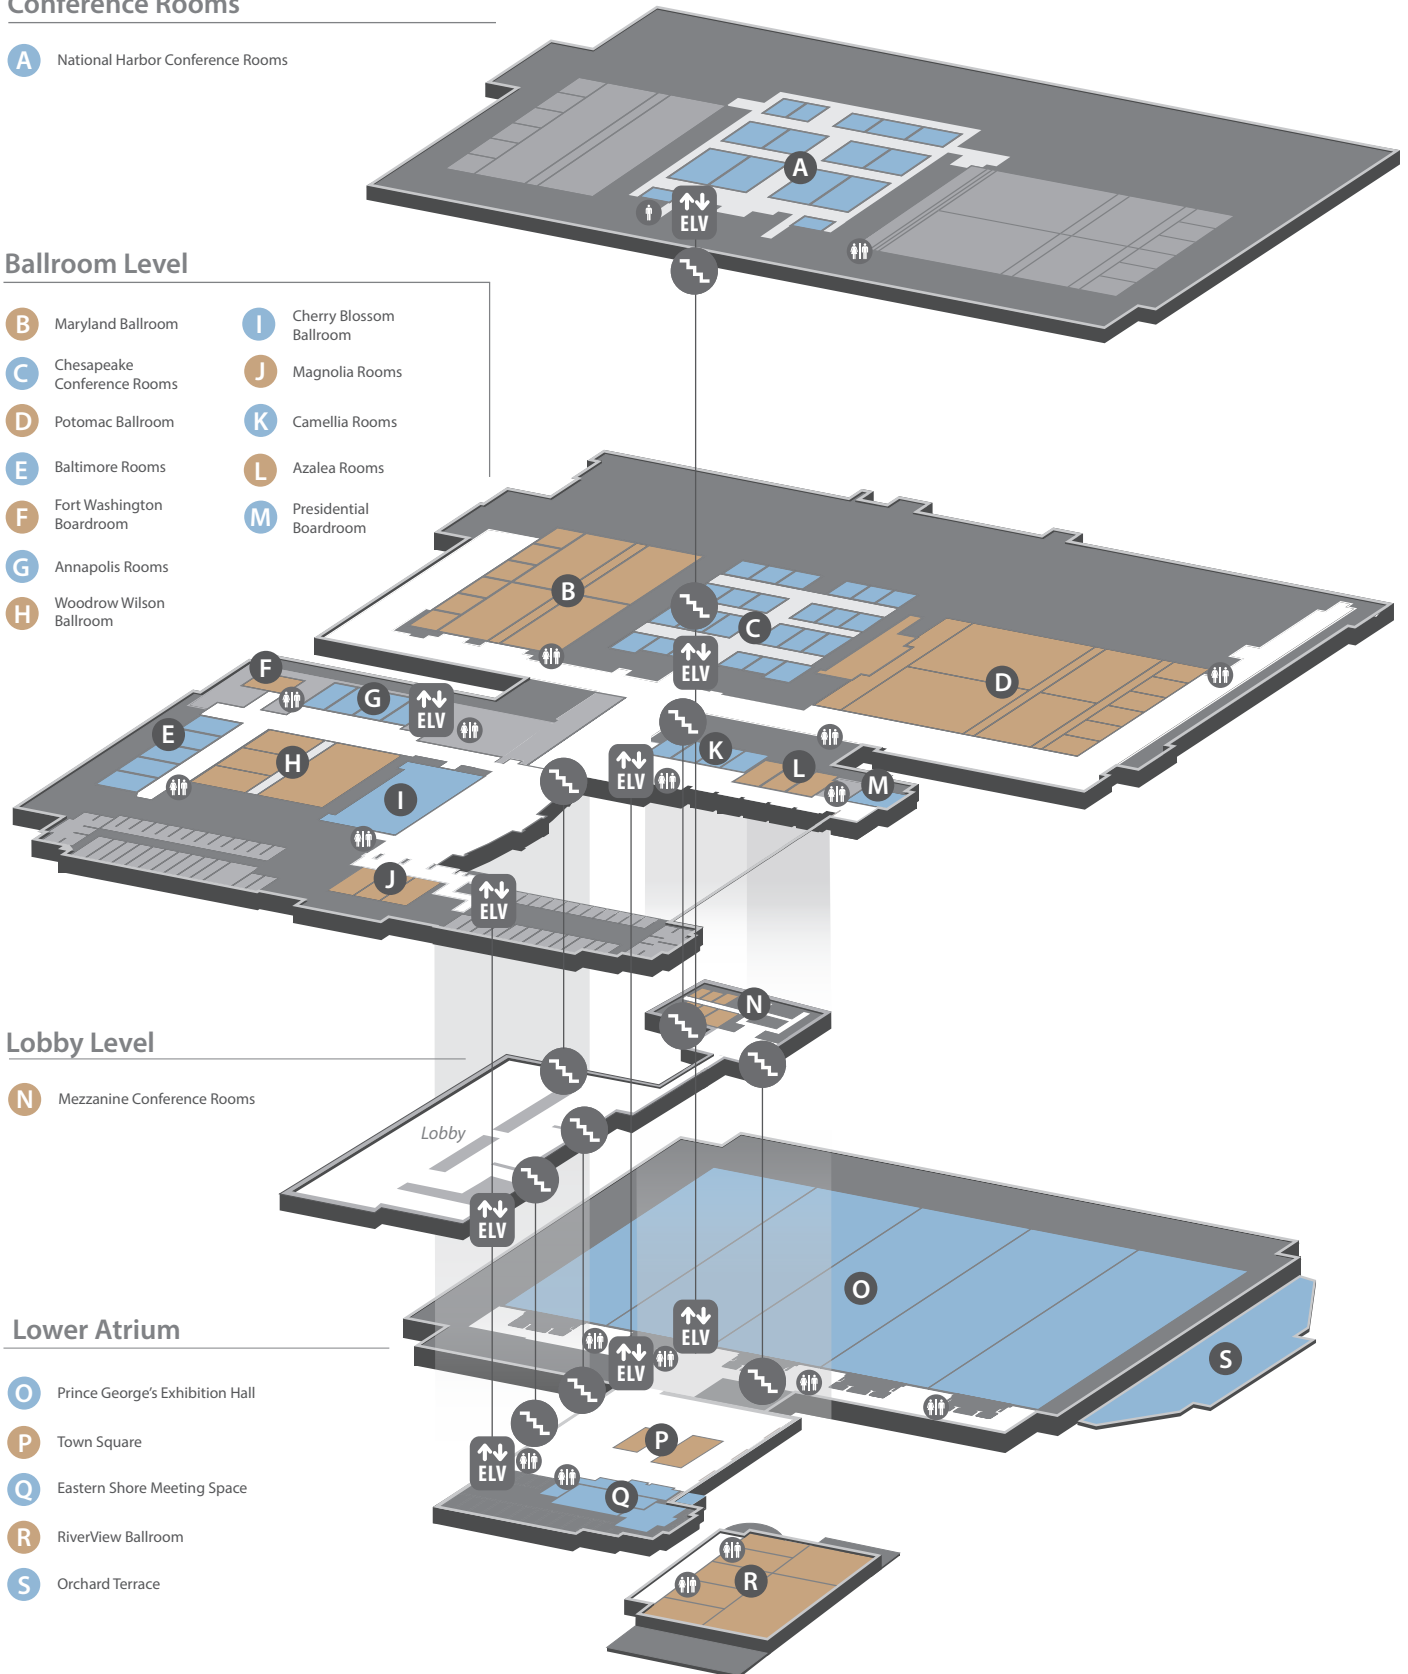 Conference Rooms
A National Harbor Conference Rooms
A
ELV
Ballroom Level
B Maryland Ballroom
C Chesapeake
Conference Rooms
D Potomac Ballroom
E Baltimore Rooms
F Fort Washington
Boardroom
G Annapolis Rooms
H Woodrow Wilson
Ballroom
I Cherry Blossom
Ballroom
J Magnolia Rooms
K Camellia Rooms
L Azalea Rooms
M Presidential
Boardroom
B
C
ELV
D
F
G
ELV
E
H
K
ELV
L
M
I
J
ELV
Lobby Level
N Mezzanine Conference Rooms
N
Lobby
ELV
Lower Atrium
O Prince George's Exhibition Hall
P Town Square
Q Eastern Shore Meeting Space
R RiverView Ballroom
S Orchard Terrace
O
ELV
S
ELV
P
ELV
Q
R